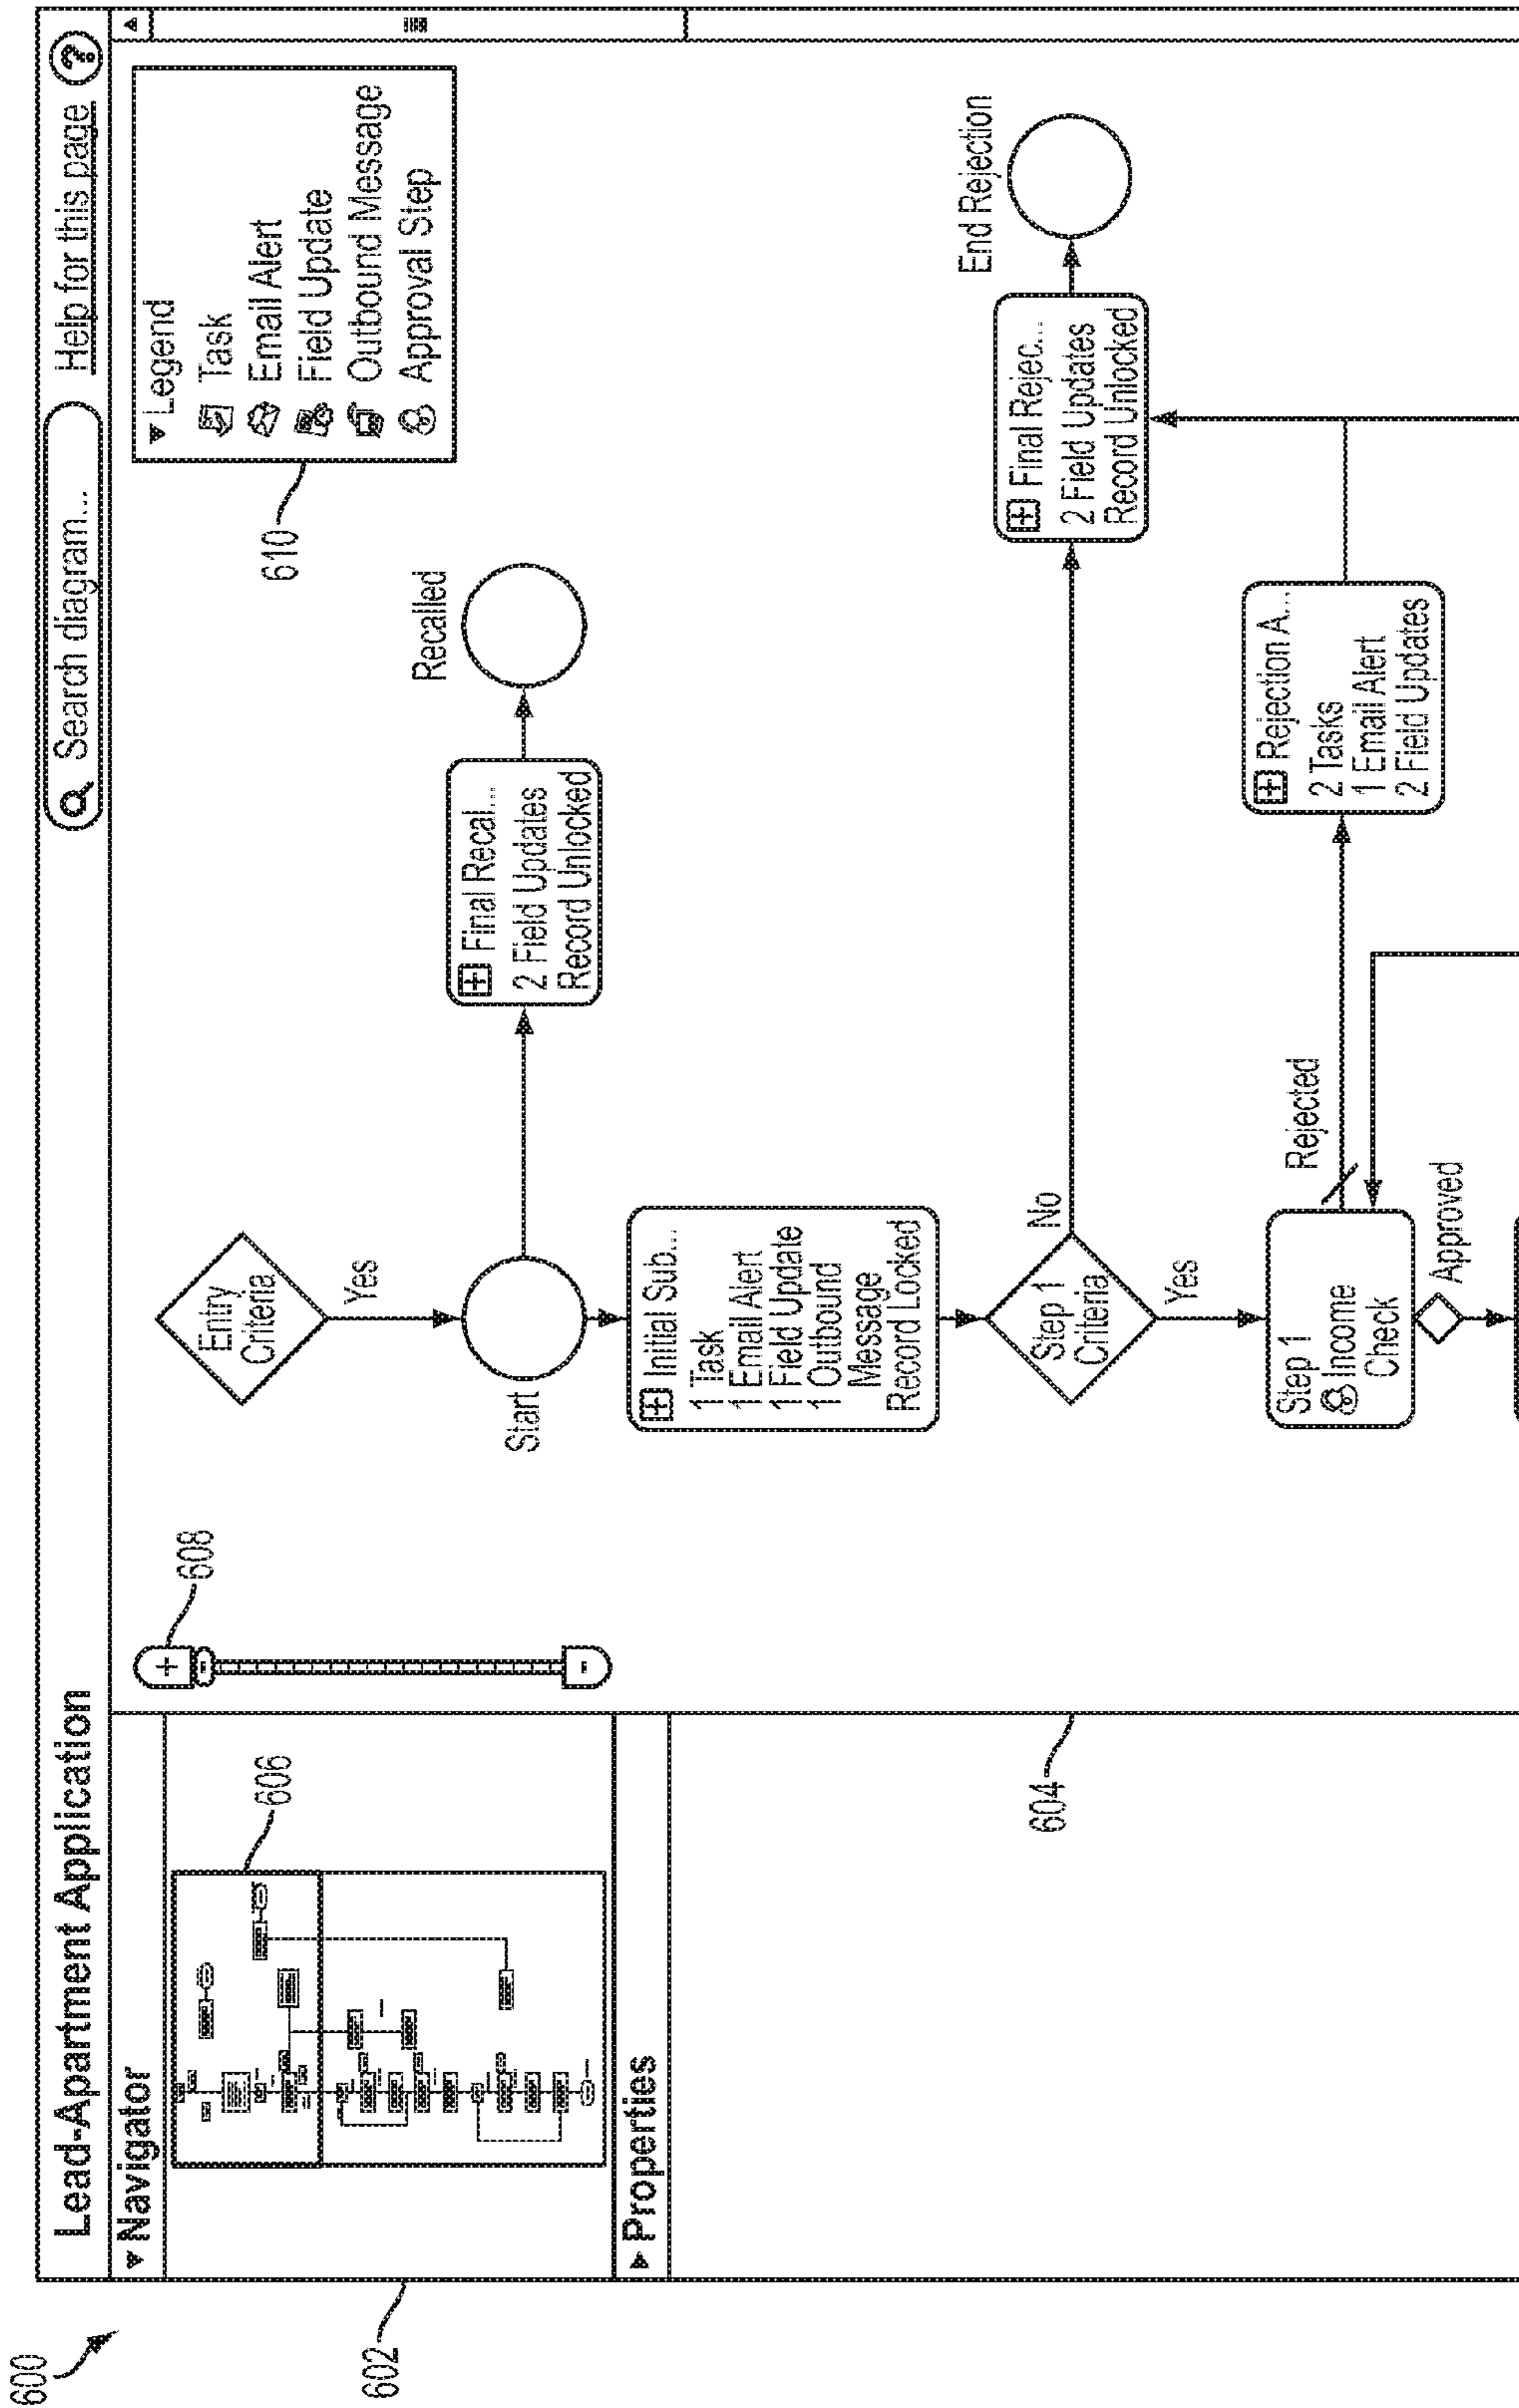 600
Lead-Apartment Application
Search diagram...
Help for this page ?
Navigator
606
602
Properties
604
608
+
-
Legend
Task
Email Alert
Field Update
Outbound Message
Approval Step
610
Entry
Criteria
Yes
Start
Final Recal...
2 Field Updates
Record Unlocked
Recalled
Initial Sub...
1 Task
1 Email Alert
1 Field Update
1 Outbound
Message
Record Locked
Step 1
Criteria
No
Yes
Final Rejec...
2 Field Updates
Record Unlocked
End Rejection
Step 1
Income
Check
Rejected
Approved
Rejection A...
2 Tasks
1 Email Alert
2 Field Updates